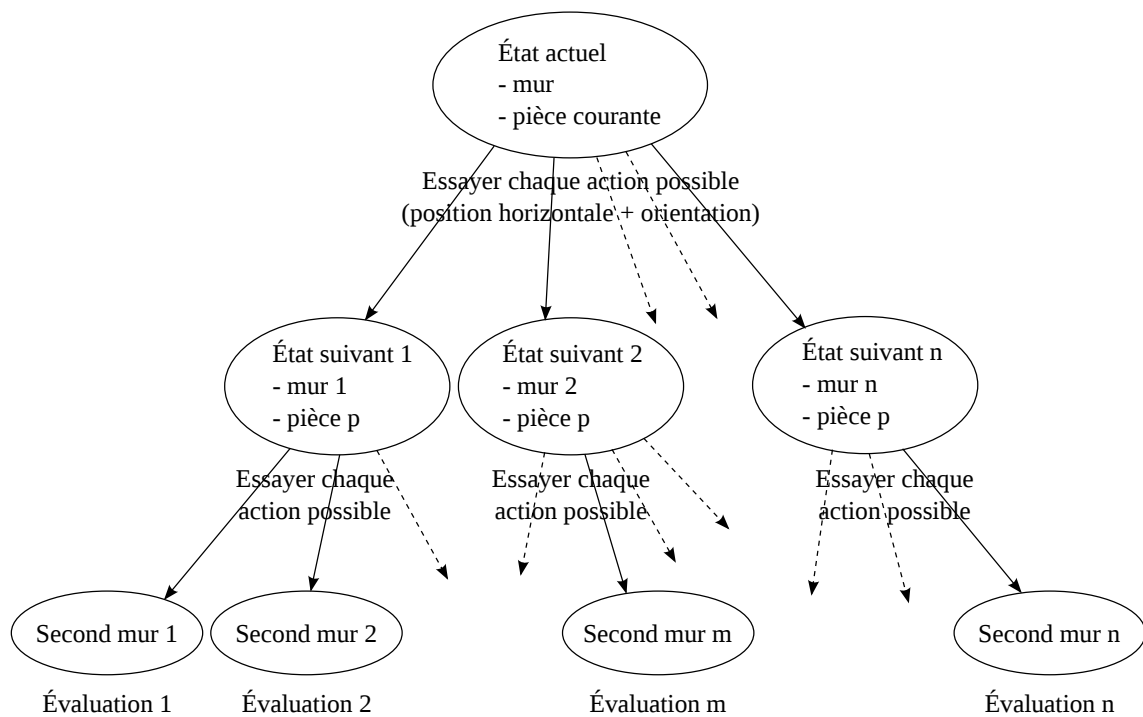 État actuel
- mur
- pièce courante
Essayer chaque action possible
(position horizontale + orientation)
État suivant 1
- mur 1
- pièce p
État suivant 2
- mur 2
- pièce p
État suivant n
- mur n
- pièce p
Essayer chaque
action possible
Essayer chaque
action possible
Essayer chaque
action possible
Second mur 1
Second mur 2
Second mur m
Second mur n
Évaluation 1
Évaluation 2
Évaluation m
Évaluation n